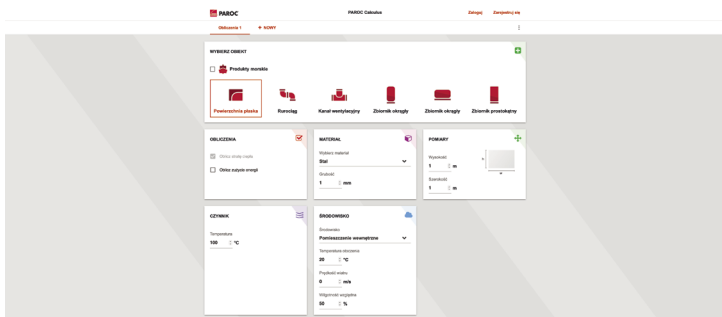 PAROC
PAROC Calculus
Zaloguj Zarejestruj się
Obliczenia 1 + NOWY
WYBIERZ OBIEKT
Produkty morskie
Powierzchnia płaska Rurociąg Kanał wentylacyjny Zbiornik okrągły Zbiornik okrągły Zbiornik prostokątny
OBLICZENIA MATERIAŁ POMIARY
Oblicz straty ciepła
Oblicz zużycie energii
Wybierz materiał
Stal
Grubość
1 mm
Wysokość
1 m
Szerokość
1 m
CZYNNIK
Temperatura
100 °C
ŚRODOWISKO
Środowisko
Pomieszczenie wewnętrzne
Temperatura otoczenia
20 °C
Prędkość wiatru
0 m/s
Wilgotność względna
50 %